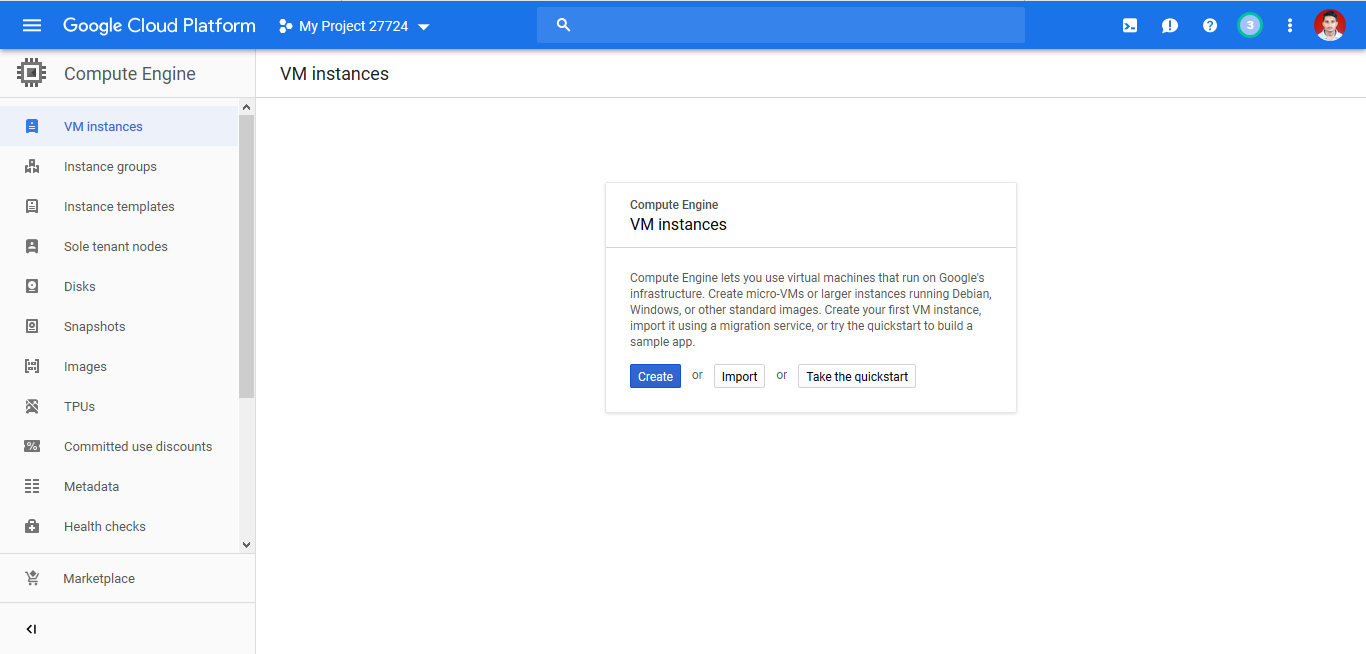 Google Cloud Platform
My Project 27724
3
Compute Engine
VM instances
VM instances
Instance groups
Instance templates
Sole tenant nodes
Disks
Snapshots
Images
TPUs
Committed use discounts
Metadata
Health checks
Marketplace
Compute Engine
VM instances
Compute Engine lets you use virtual machines that run on Google's
infrastructure. Create micro-VMs or larger instances running Debian,
Windows, or other standard images. Create your first VM instance,
import it using a migration service, or try the quickstart to build a
sample app.
Create or Import or Take the quickstart